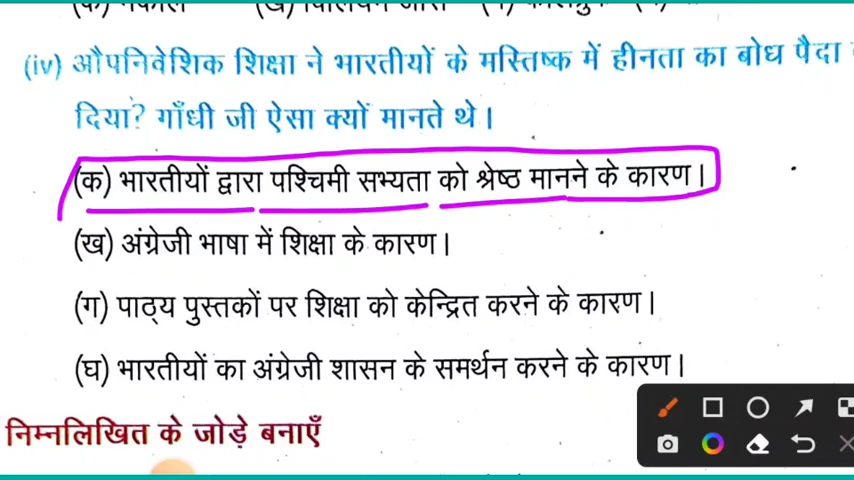 (iv) औपनिवेशिक शिक्षा ने भारतीयों के मस्तिष्क में हीनता का बोध पैदा
दिया? गाँधी जी ऐसा क्यों मानते थे।
(क) भारतीयों द्वारा पश्चिमी सभ्यता को श्रेष्ठ मानने के कारण।
(ख) अंग्रेजी भाषा में शिक्षा के कारण।
(ग) पाठ्य पुस्तकों पर शिक्षा को केन्द्रित करने के कारण।
(घ) भारतीयों का अंग्रेजी शासन के समर्थन करने के कारण।
निम्नलिखित के जोड़े बनाएँ